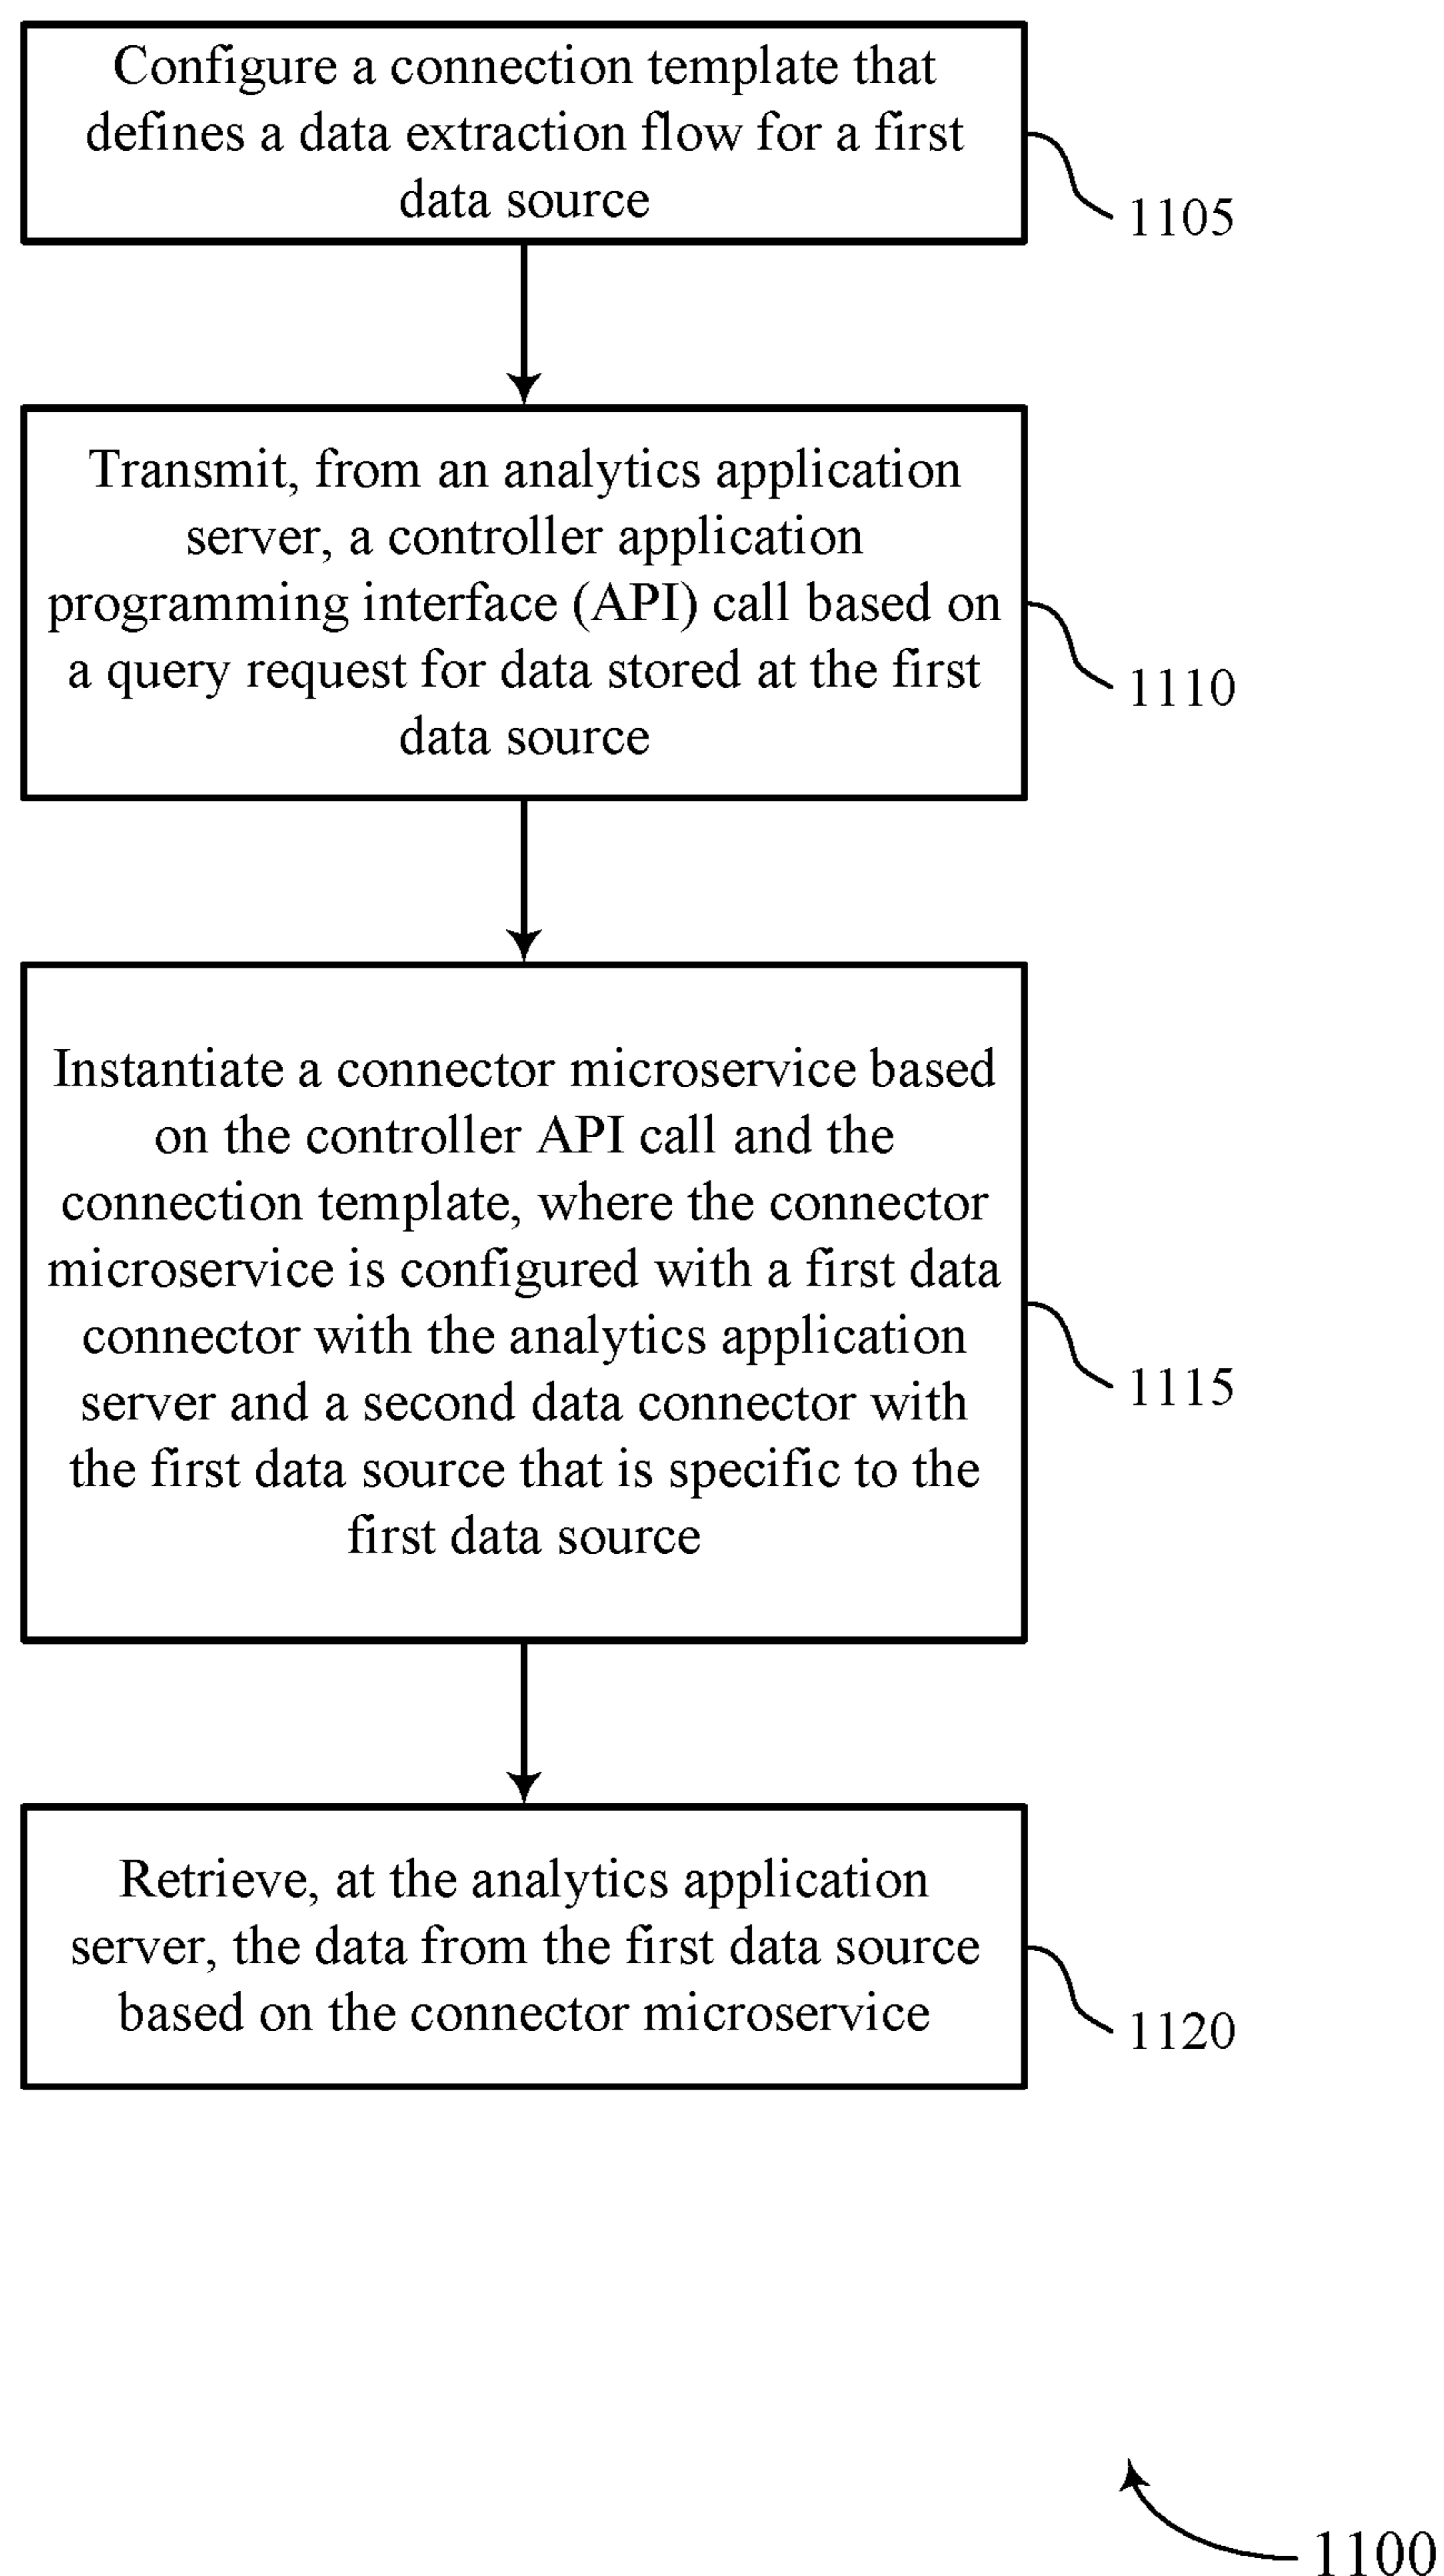 Configure a connection template that
defines a data extraction flow for a first
data source
1105
Transmit, from an analytics application
server, a controller application
programming interface (API) call based on
a query request for data stored at the first
data source
1110
Instantiate a connector microservice based
on the controller API call and the
connection template, where the connector
microservice is configured with a first data
connector with the analytics application
server and a second data connector with
the first data source that is specific to the
first data source
1115
Retrieve, at the analytics application
server, the data from the first data source
based on the connector microservice
1120
1100